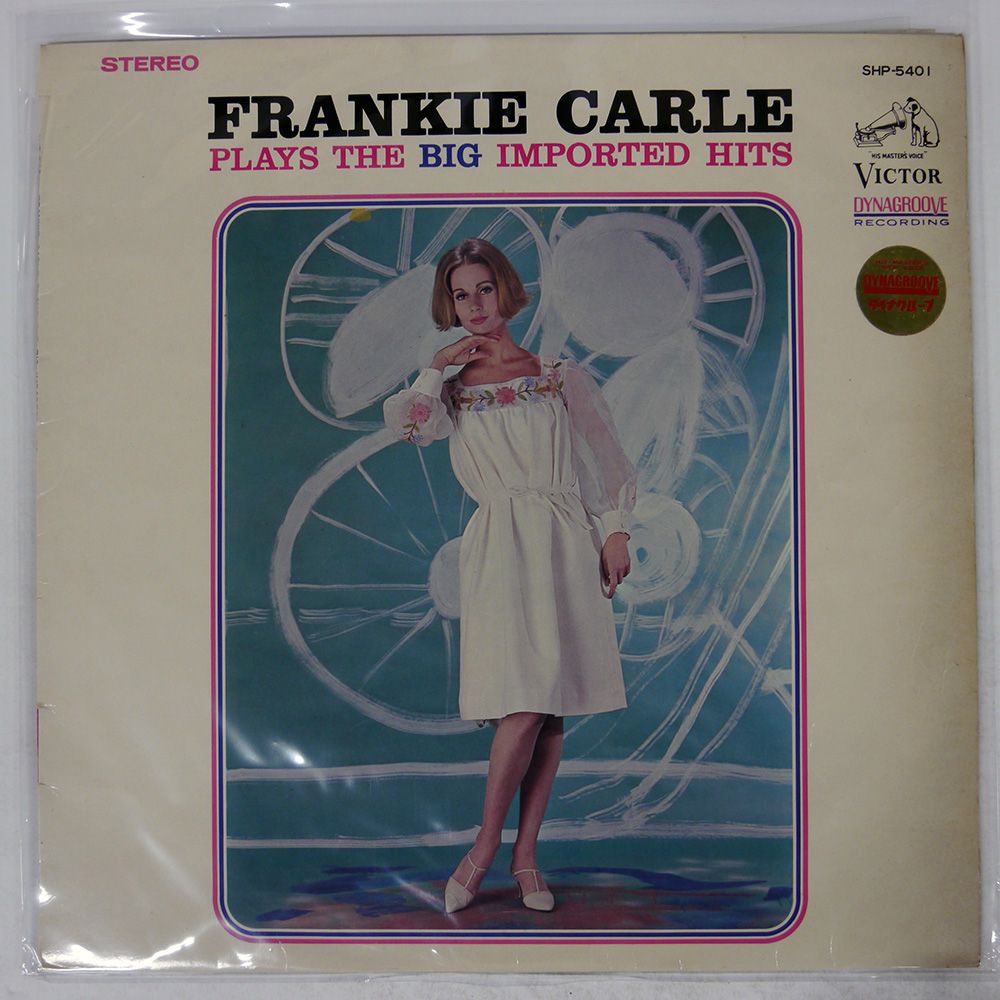 STEREO
SHP-5401
FRANKIE CARLE
PLAYS THE BIG IMPORTED HITS
"HIS MASTER'S VOICE"
VICTOR
DYNAGROOVE
RECORDING
DYNAGROOVE
ダイナグルーブ